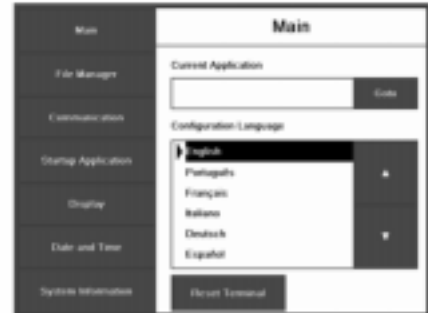 Main
File Manager
Communication
Startup Application
Display
Date and Time
System Information
Main
Current Application
Goto
Configuration Language
English
Português
Français
Italiano
Deutsch
Español
Reset Terminal